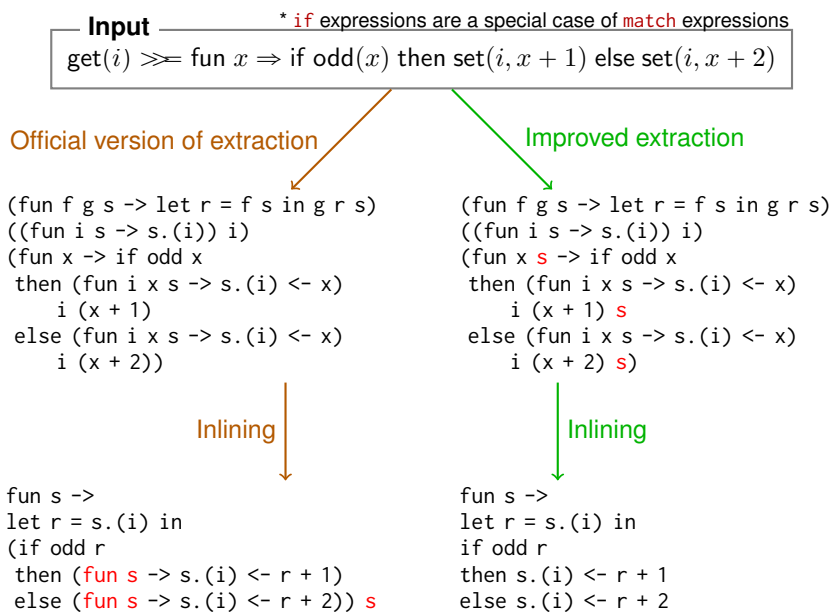 * if expressions are a special case of match expressions
Input
get(i) >>= fun x ⇒ if odd(x) then set(i, x + 1) else set(i, x + 2)
Official version of extraction
Improved extraction
(fun f g s -> let r = f s in g r s)
((fun i s -> s.(i)) i)
(fun x -> if odd x
then (fun i x s -> s.(i) <- x)
i (x + 1)
else (fun i x s -> s.(i) <- x)
i (x + 2))
(fun f g s -> let r = f s in g r s)
((fun i s -> s.(i)) i)
(fun x s -> if odd x
then (fun i x s -> s.(i) <- x)
i (x + 1) s
else (fun i x s -> s.(i) <- x)
i (x + 2) s)
Inlining
Inlining
fun s ->
let r = s.(i) in
(if odd r
then (fun s -> s.(i) <- r + 1)
else (fun s -> s.(i) <- r + 2)) s
fun s ->
let r = s.(i) in
if odd r
then s.(i) <- r + 1
else s.(i) <- r + 2